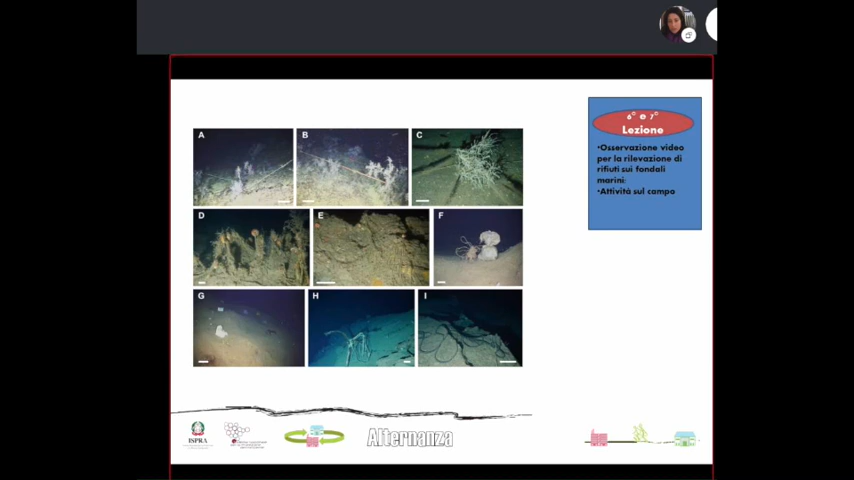 A
B
C
D
E
F
G
H
I
6° e 7°
Lezione
•Osservazione video
per la rilevazione di
rifiuti sui fondali
marini;
•Attività sul campo
ISPRA
Alternanza